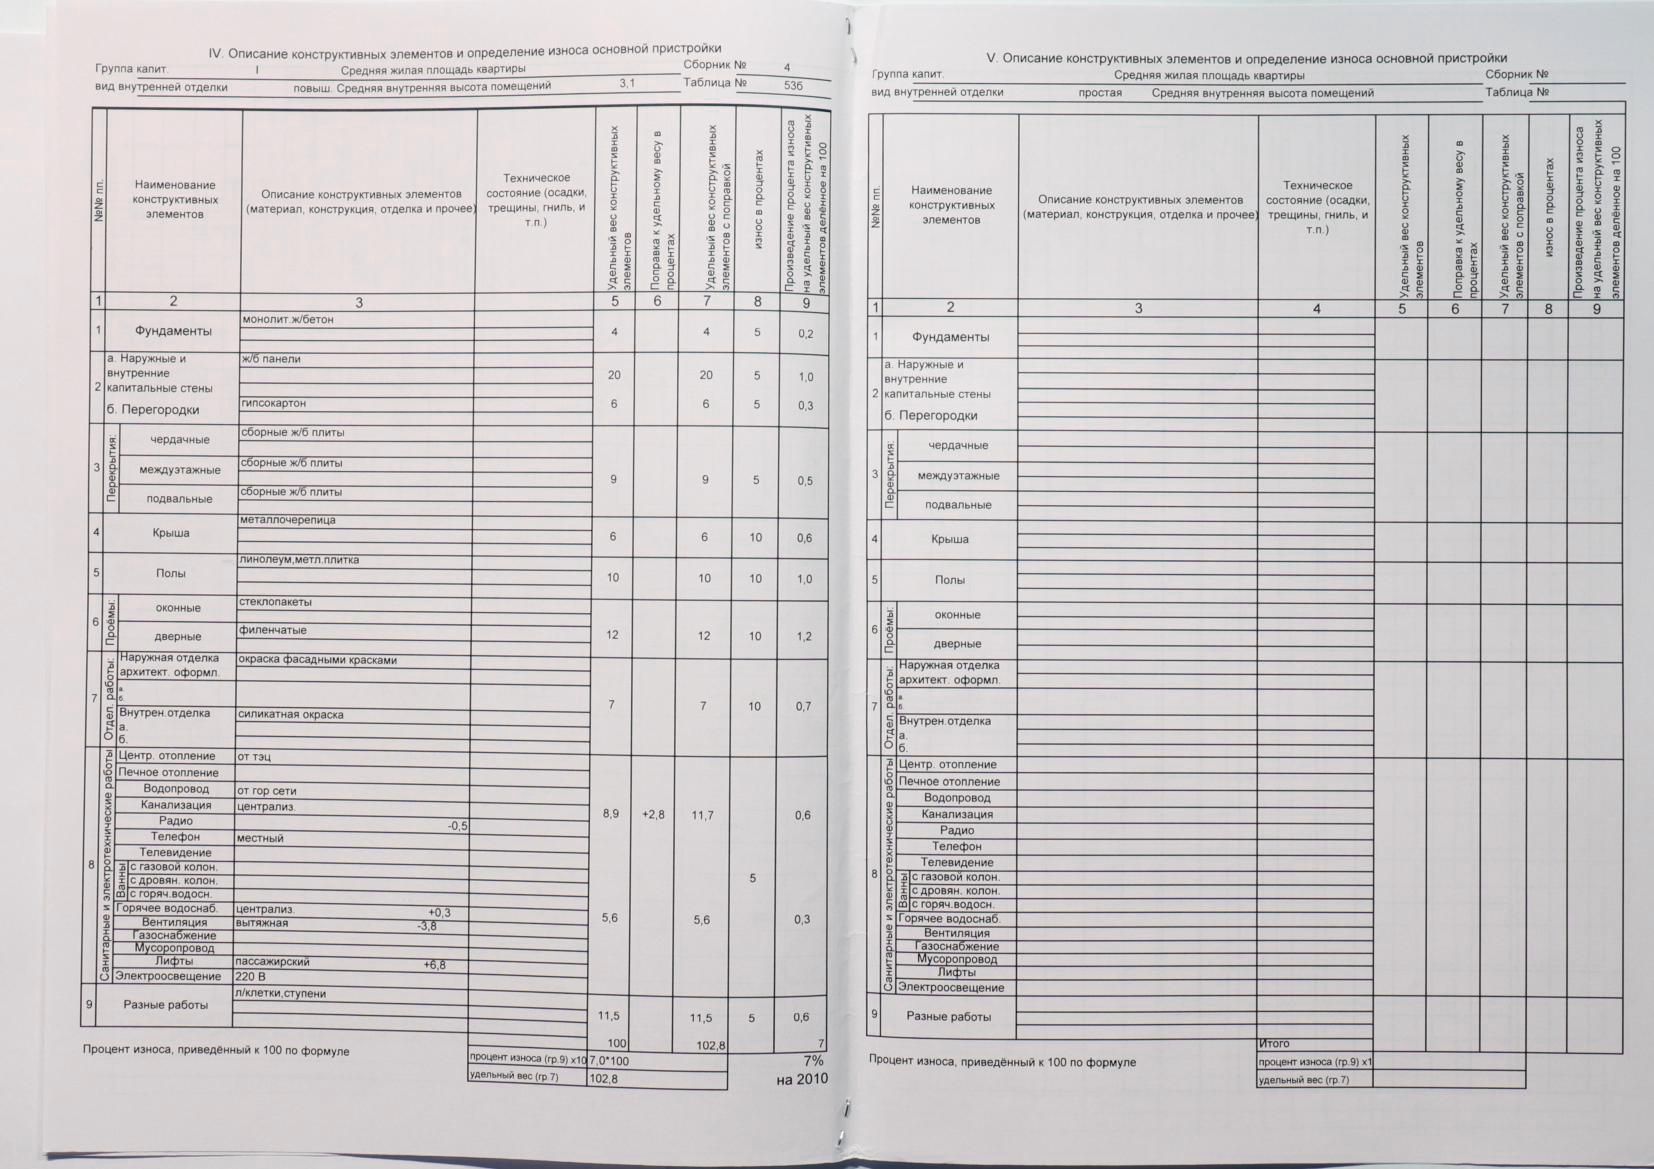 IV. Описание конструктивных элементов и определение износа основной пристройки
Группа капит. I Средняя жилая площадь квартиры Сборник № 4
вид внутренней отделки повыш. Средняя внутренняя высота помещений 3,1 Таблица № 53б
№№ пп.
Наименование конструктивных элементов
Описание конструктивных элементов (материал, конструкция, отделка и прочее)
Техническое состояние (осадки, трещины, гниль, и т.п.)
Удельный вес конструктивных элементов
Поправка к удельному весу в процентах
Удельный вес конструктивных элементов с поправкой
износ в процентах
Произведение процента износа на удельный вес конструктивных элементов делённое на 100
1 2 3 5 6 7 8 9
1 Фундаменты монолит.ж/бетон 4 4 5 0,2
2 а. Наружные и внутренние капитальные стены ж/б панели 20 20 5 1,0
б. Перегородки гипсокартон 6 6 5 0,3
3 Перекрытия:
чердачные сборные ж/б плиты
междуэтажные сборные ж/б плиты 9 9 5 0,5
подвальные сборные ж/б плиты
4 Крыша металлочерепица 6 6 10 0,6
5 Полы линолеум,метл.плитка 10 10 10 1,0
6 Проёмы:
оконные стеклопакеты
дверные филенчатые 12 12 10 1,2
7 Отдел. работы:
Наружная отделка архитект. оформл. окраска фасадными красками
а.
б.
7 7 10 0,7
Внутрен.отделка силикатная окраска
а.
б.
8 Санитарные и электротехнические работы
Центр. отопление от тэц
Печное отопление
Водопровод от гор сети
Канализация централиз. 8,9 +2,8 11,7 0,6
Радио -0,5
Телефон местный
Телевидение
Ванны
с газовой колон.
с дровян. колон. 5
с горяч.водосн.
Горячее водоснаб. централиз. +0,3 5,6 5,6 0,3
Вентиляция вытяжная -3,8
Газоснабжение
Мусоропровод
Лифты пассажирский +6,8
Электроосвещение 220 В
9 Разные работы л/клетки,ступени 11,5 11,5 5 0,6
100 102,8 7
Процент износа, приведённый к 100 по формуле
процент износа (гр.9) х10 7,0*100 7%
удельный вес (гр.7) 102,8 на 2010
V. Описание конструктивных элементов и определение износа основной пристройки
Группа капит. Средняя жилая площадь квартиры Сборник №
вид внутренней отделки простая Средняя внутренняя высота помещений Таблица №
№№ пп.
Наименование конструктивных элементов
Описание конструктивных элементов (материал, конструкция, отделка и прочее)
Техническое состояние (осадки, трещины, гниль, и т.п.)
Удельный вес конструктивных элементов
Поправка к удельному весу в процентах
Удельный вес конструктивных элементов с поправкой
износ в процентах
Произведение процента износа на удельный вес конструктивных элементов делённое на 100
1 2 3 4 5 6 7 8 9
1 Фундаменты
2 а. Наружные и внутренние капитальные стены
б. Перегородки
3 Перекрытия:
чердачные
междуэтажные
подвальные
4 Крыша
5 Полы
6 Проёмы:
оконные
дверные
7 Отдел. работы:
Наружная отделка архитект. оформл.
а.
б.
Внутрен.отделка
а.
б.
8 Санитарные и электротехнические работы
Центр. отопление
Печное отопление
Водопровод
Канализация
Радио
Телефон
Телевидение
Ванны
с газовой колон.
с дровян. колон.
с горяч.водосн.
Горячее водоснаб.
Вентиляция
Газоснабжение
Мусоропровод
Лифты
Электроосвещение
9 Разные работы
Итого
Процент износа, приведённый к 100 по формуле
процент износа (гр.9) х1
удельный вес (гр.7)